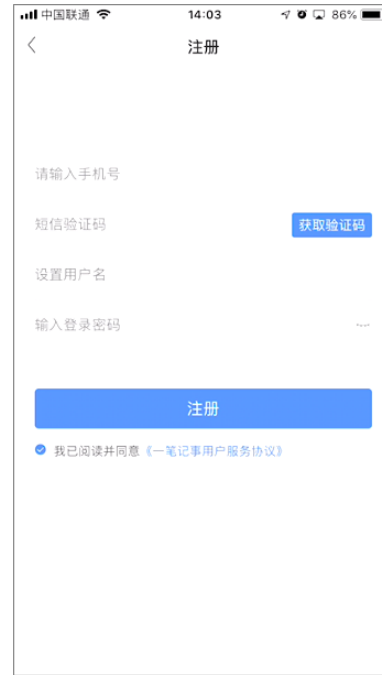 中国联通 14:03 86%
注册
请输入手机号
短信验证码 获取验证码
设置用户名
输入登录密码
注册
我已阅读并同意《一笔记事用户服务协议》